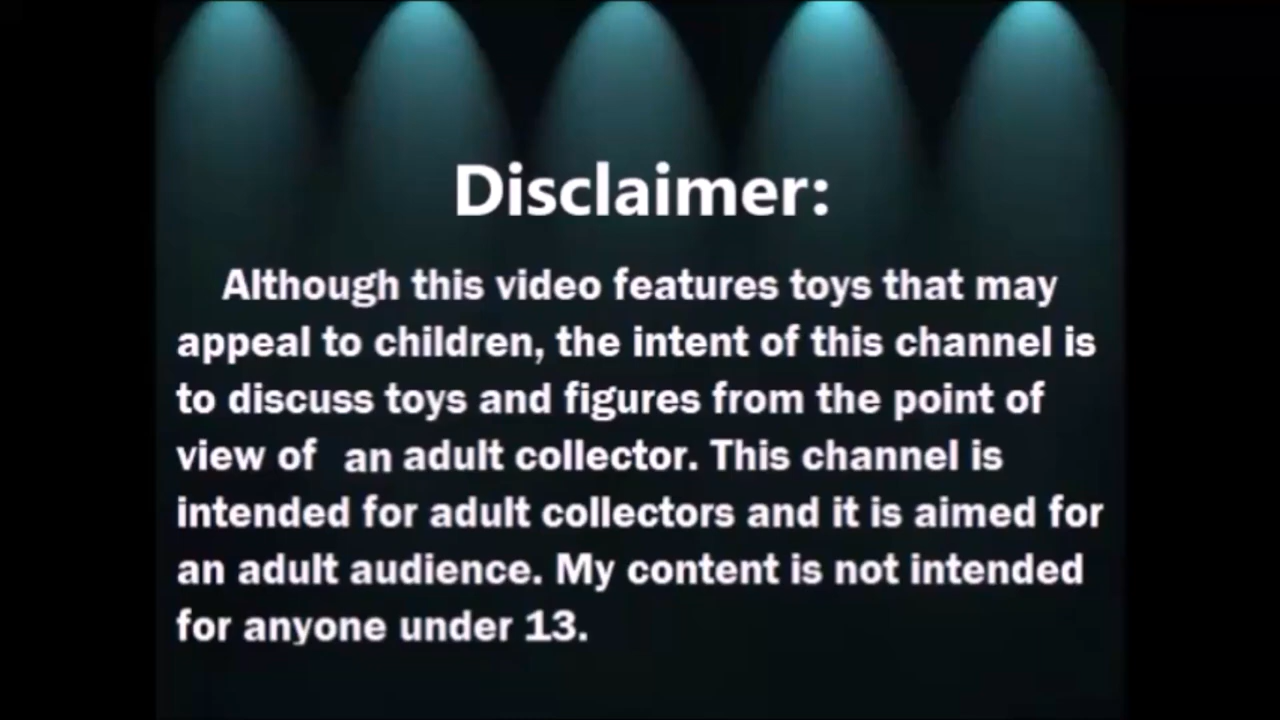 Disclaimer:
Although this video features toys that may
appeal to children, the intent of this channel is
to discuss toys and figures from the point of
view of an adult collector. This channel is
intended for adult collectors and it is aimed for
an adult audience. My content is not intended
for anyone under 13.